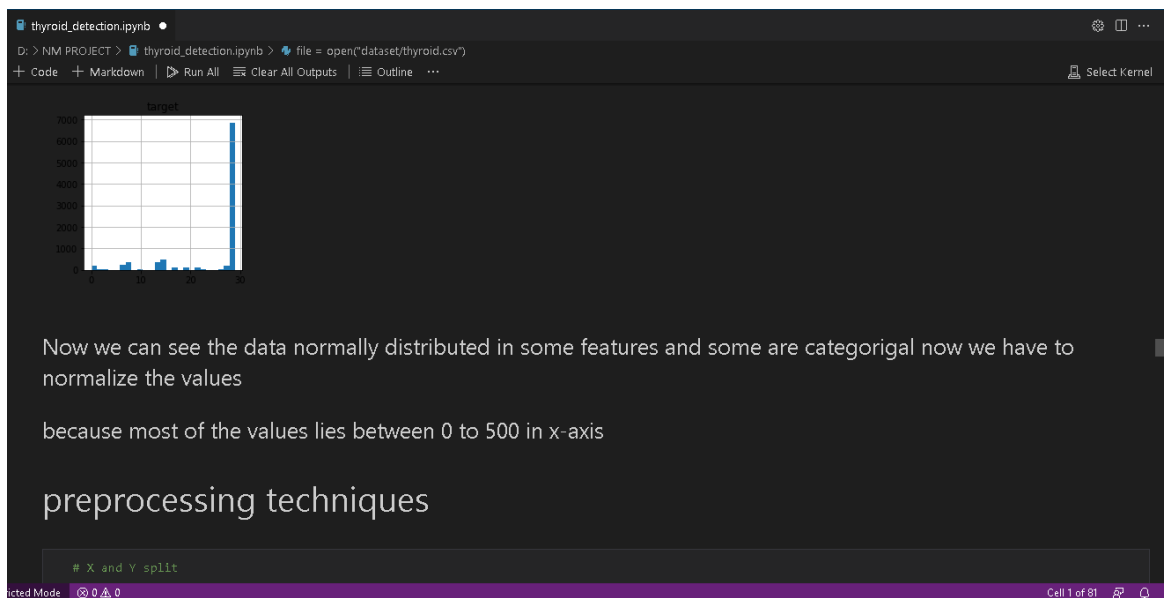 thyroid_detection.ipynb
D: > NM PROJECT > thyroid_detection.ipynb > file = open("dataset/thyroid.csv")
+ Code + Markdown | Run All Clear All Outputs | Outline ...
Select Kernel
target
7000
6000
5000
4000
3000
2000
1000
0
0 10 20 30
Now we can see the data normally distributed in some features and some are categorigal now we have to
normalize the values
because most of the values lies between 0 to 500 in x-axis
preprocessing techniques
# X and Y split
icted Mode 0 0
Cell 1 of 81